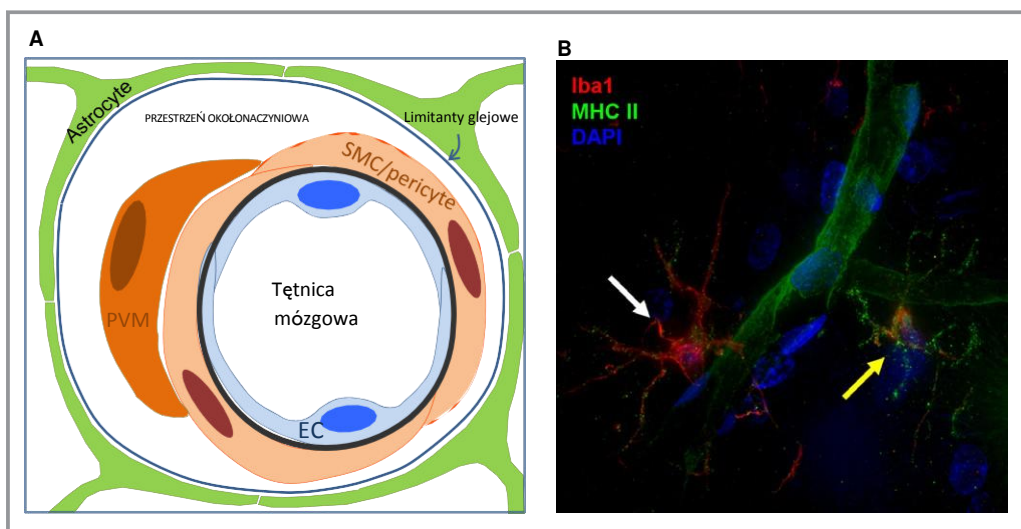 A
Astrocyte
PRZESTRZEŃ OKOŁONACZYNIOWA
Limitanty glejowe
SMC/pericyte
PVM
Tętnica
mózgowa
EC
B
Iba1
MHC II
DAPI